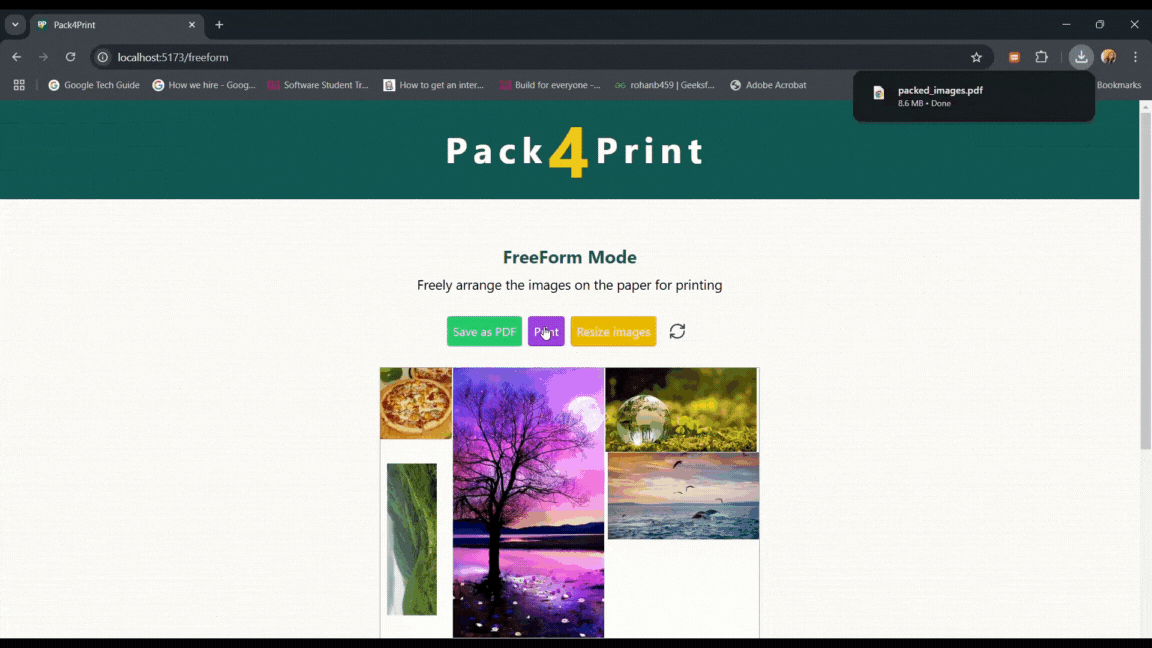 Pack4Print
localhost:5173/freeform
Google Tech Guide
How we hire - Goog...
Software Student Tr...
How to get an inter...
Build for everyone -...
rohanb459 | Geeksf...
Adobe Acrobat
Bookmarks
packed_images.pdf
8.6 MB • Done
Pack4Print
FreeForm Mode
Freely arrange the images on the paper for printing
Save as PDF
Print
Resize images